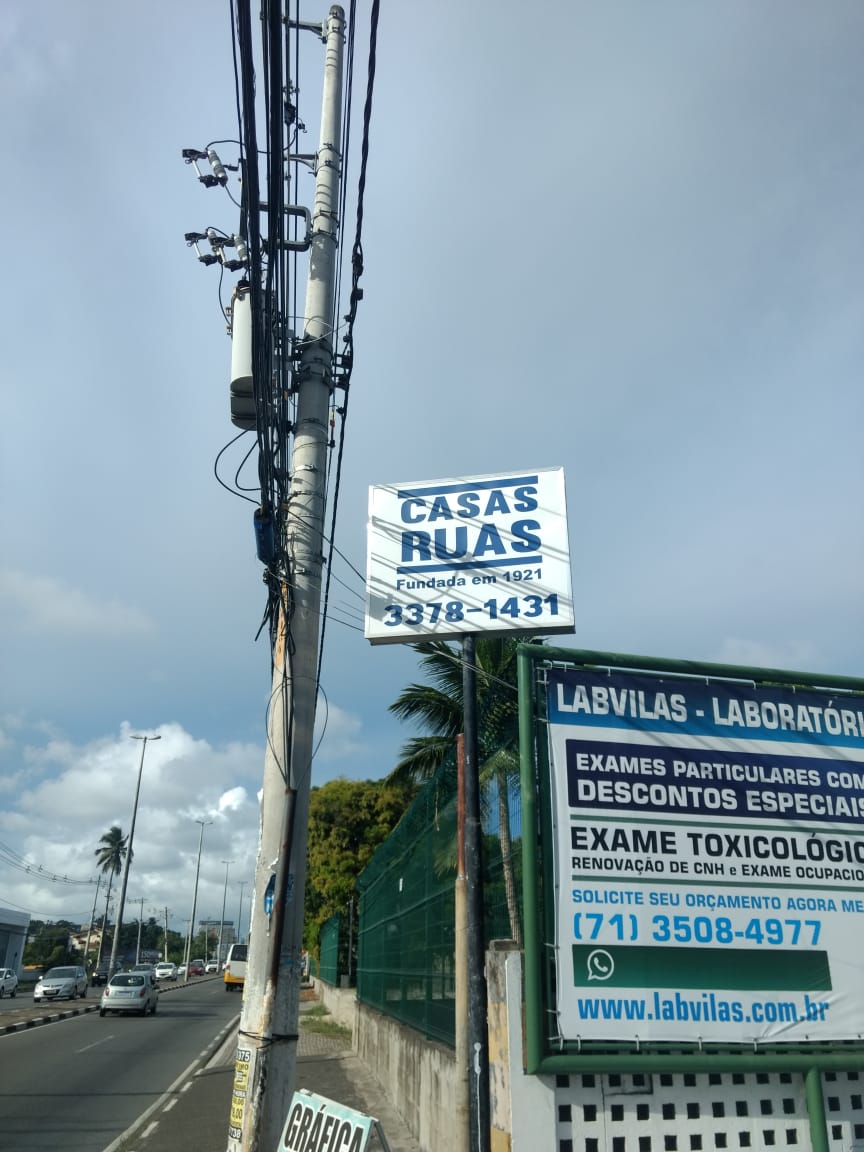 CASAS
RUAS
Fundada em 1921
3378-1431
LABVILAS - LABORATÓRI
EXAMES PARTICULARES COM
DESCONTOS ESPECIAIS
EXAME TOXICOLÓGIC
RENOVAÇÃO DE CNH e EXAME OCUPACIO
SOLICITE SEU ORÇAMENTO AGORA ME
(71) 3508-4977
www.labvilas.com.br
GRÁFICA